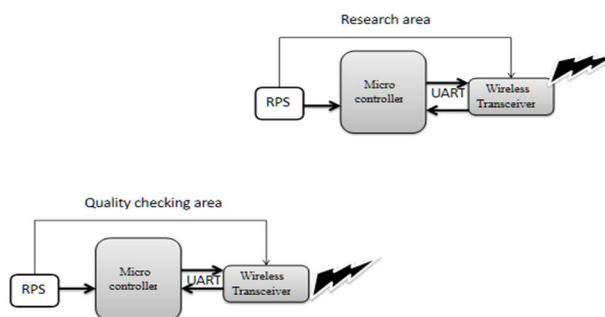 Research area
RPS
Micro
controller
UART
Wireless
Transceiver
Quality checking area
RPS
Micro
controller
UART
Wireless
Transceiver